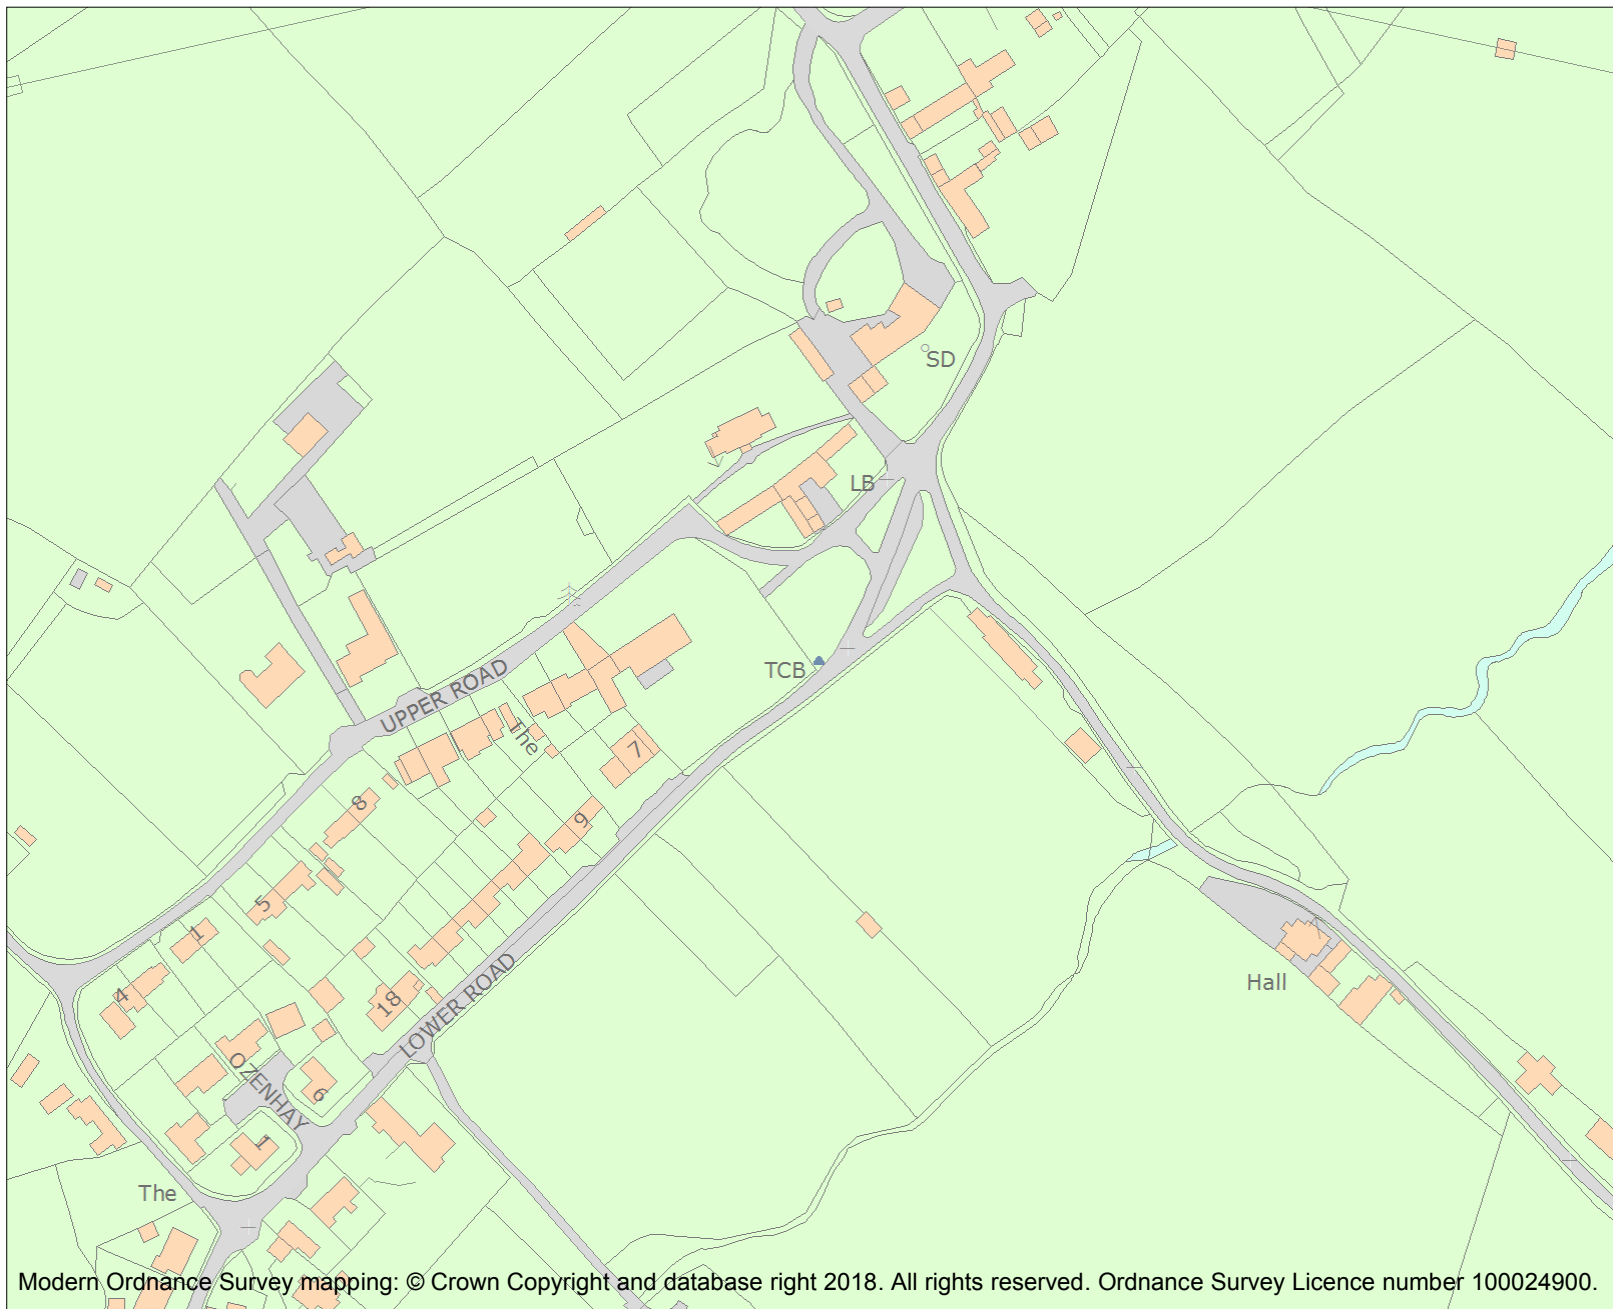 SD
LB
TCB
UPPER ROAD
The
7
8
9
5
1
4
18
LOWER ROAD
Hall
OZENHAY
6
1
The
Modern Ordnance Survey mapping: © Crown Copyright and database right 2018. All rights reserved. Ordnance Survey Licence number 100024900.